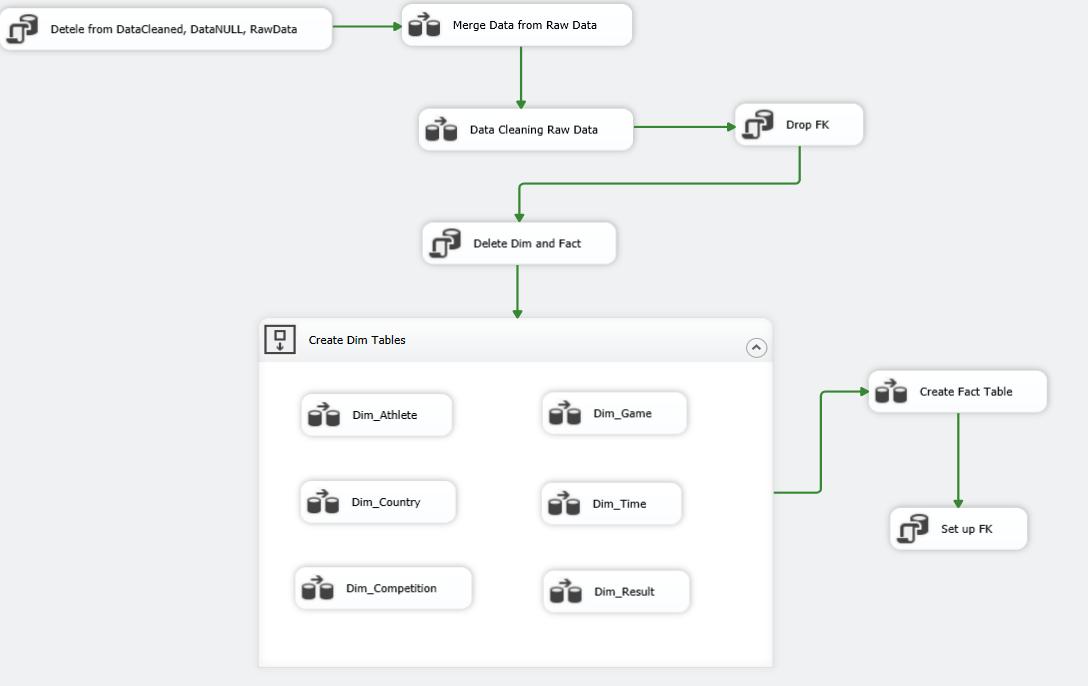 Detele from DataCleaned, DataNULL, RawData
Merge Data from Raw Data
Data Cleaning Raw Data
Drop FK
Delete Dim and Fact
Create Dim Tables
Dim_Athlete
Dim_Game
Dim_Country
Dim_Time
Dim_Competition
Dim_Result
Create Fact Table
Set up FK